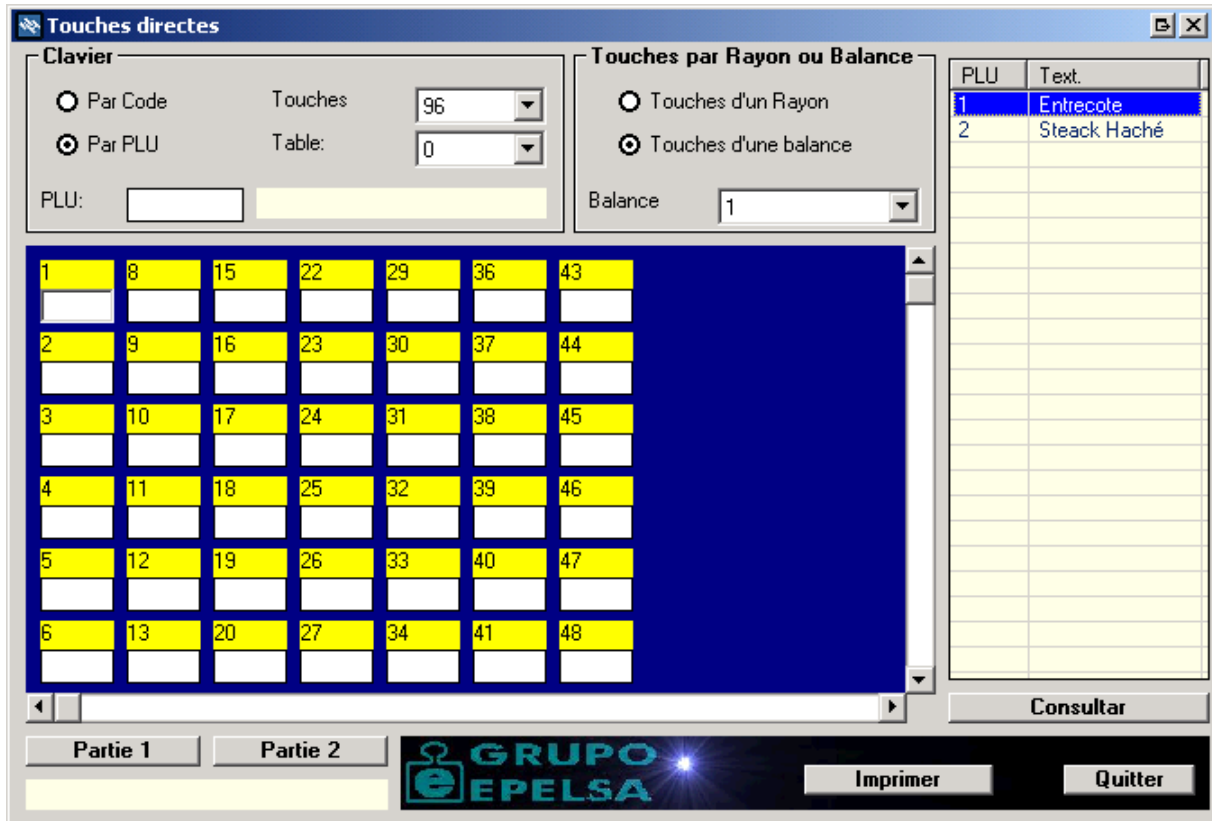 Touches directes
Clavier
Par Code
Touches
96
Par PLU
Table:
0
PLU:
Touches par Rayon ou Balance
Touches d'un Rayon
Touches d'une balance
Balance
1
PLU Text.
1 Entrecote
2 Steack Haché
1 8 15 22 29 36 43
2 9 16 23 30 37 44
3 10 17 24 31 38 45
4 11 18 25 32 39 46
5 12 19 26 33 40 47
6 13 20 27 34 41 48
Consultar
Partie 1
Partie 2
GRUPO
EPELSA
Imprimer
Quitter